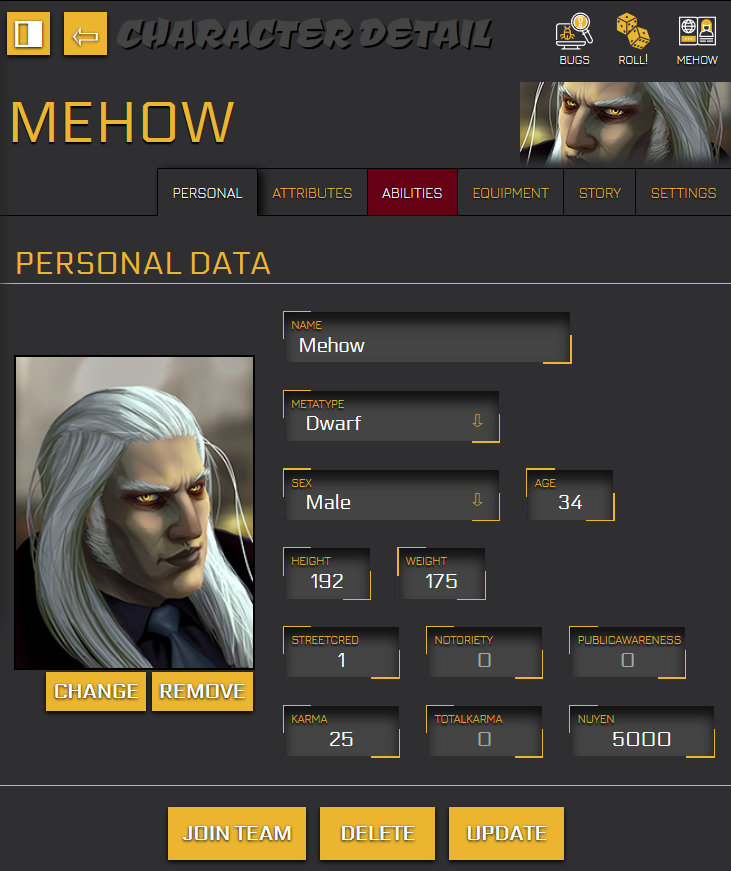 CHARACTER DETAIL
BUGS ROLL! MEHOW
MEHOW
PERSONAL ATTRIBUTES ABILITIES EQUIPMENT STORY SETTINGS
PERSONAL DATA
NAME
Mehow
METATYPE
Dwarf
SEX AGE
Male 34
HEIGHT WEIGHT
192 175
STREETCRED NOTORIETY PUBLICAWARENESS
1 0 0
CHANGE REMOVE
KARMA TOTALKARMA NUYEN
25 0 5000
JOIN TEAM DELETE UPDATE